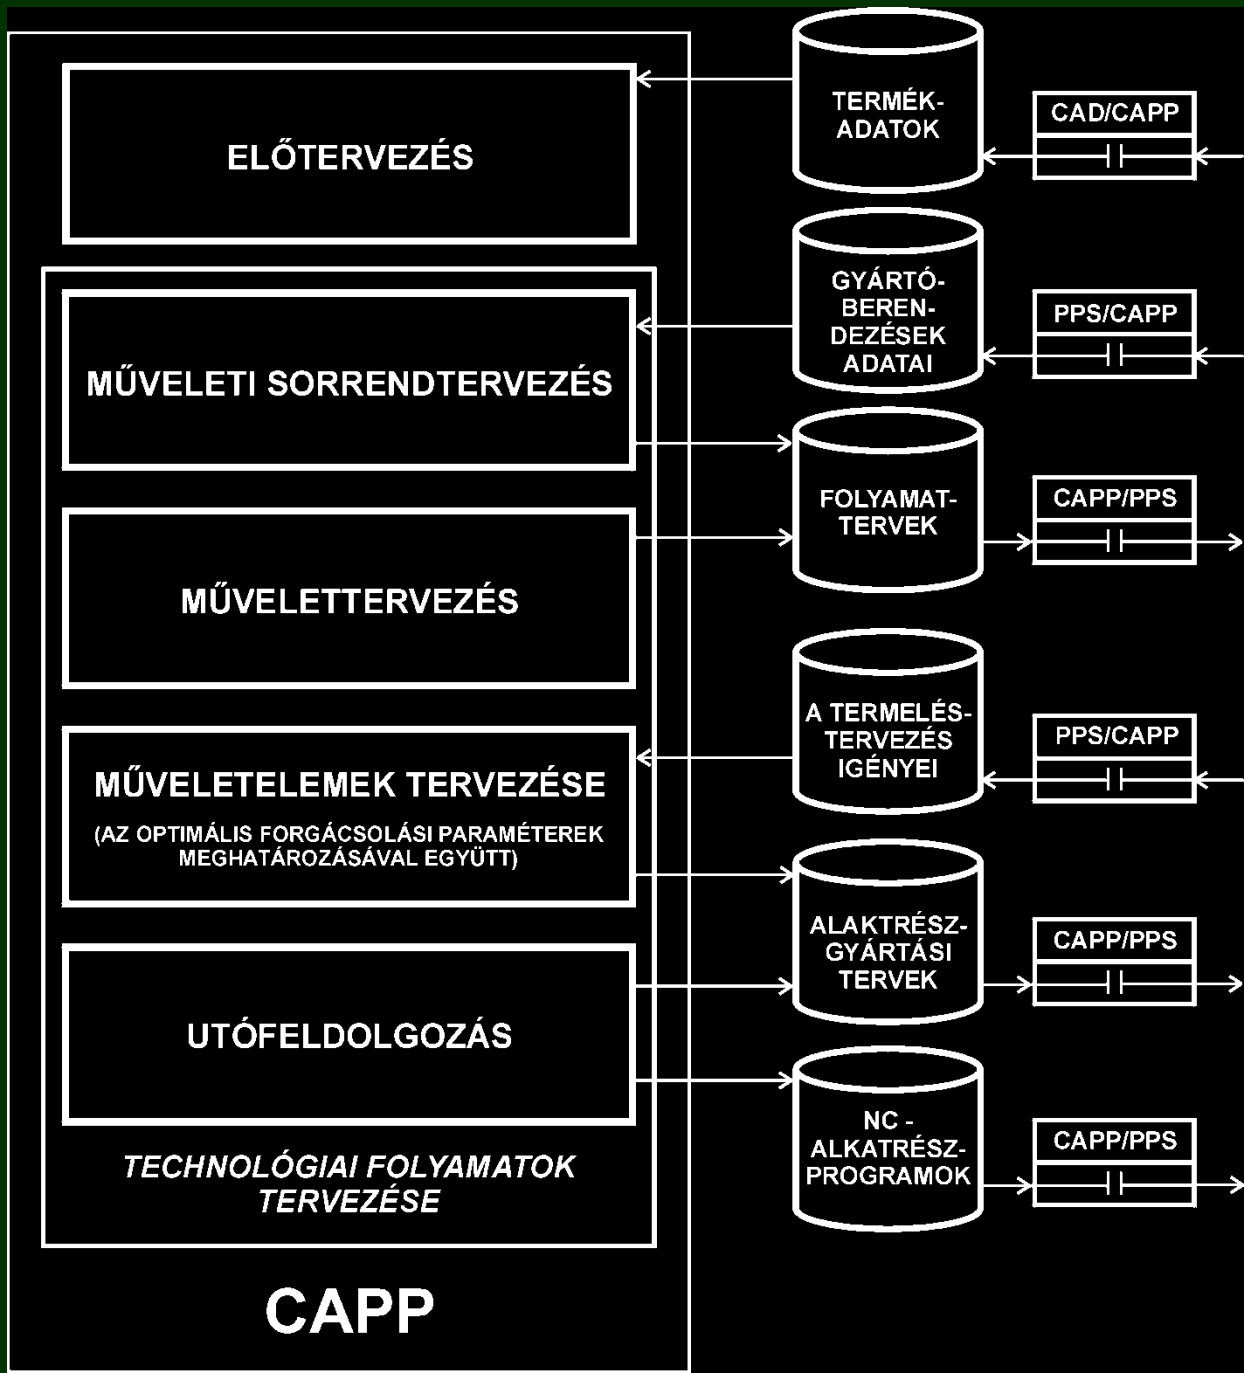 ELŐTERVEZÉS
MŰVELETI SORRENDTERVEZÉS
MŰVELETTERVEZÉS
MŰVELETELEMEK TERVEZÉSE
(AZ OPTIMÁLIS FORGÁCSOLÁSI PARAMÉTEREK
MEGHATÁROZÁSÁVAL EGYÜTT)
UTÓFELDOLGOZÁS
TECHNOLÓGIAI FOLYAMATOK
TERVEZÉSE
CAPP
TERMÉK-
ADATOK
CAD/CAPP
GYÁRTÓ-
BEREN-
DEZÉSEK
ADATAI
PPS/CAPP
FOLYAMAT-
TERVEK
CAPP/PPS
A TERMELÉS-
TERVEZÉS
IGÉNYEI
PPS/CAPP
ALAKTRÉSZ-
GYÁRTÁSI
TERVEK
CAPP/PPS
NC -
ALKATRÉSZ-
PROGRAMOK
CAPP/PPS